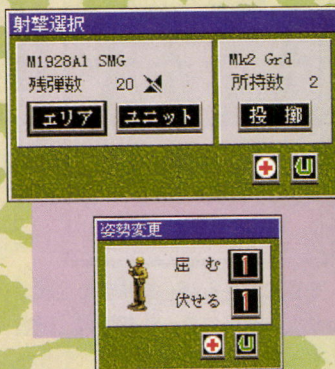 射撃選択
M1928A1 SMG
残弾数 20
エリア ユニット
Mk2 Grd
所持数 2
投擲
姿勢変更
屈む 1
伏せる 1